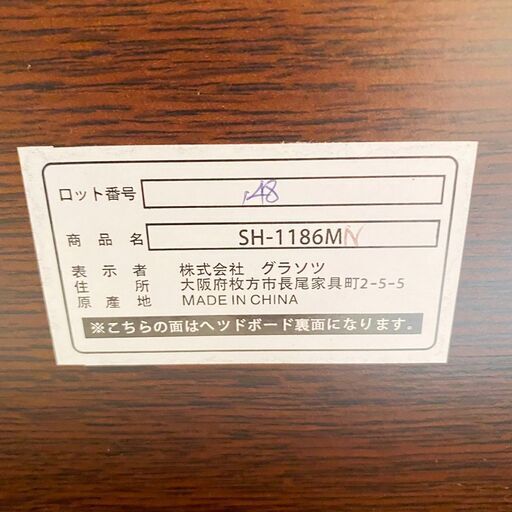 ロット番号 148
商品名 SH-1186MN
表示者 株式会社 グラソツ
住所 大阪府枚方市長尾家具町2-5-5
原産地 MADE IN CHINA
※こちらの面はヘツドボード裏面になります。